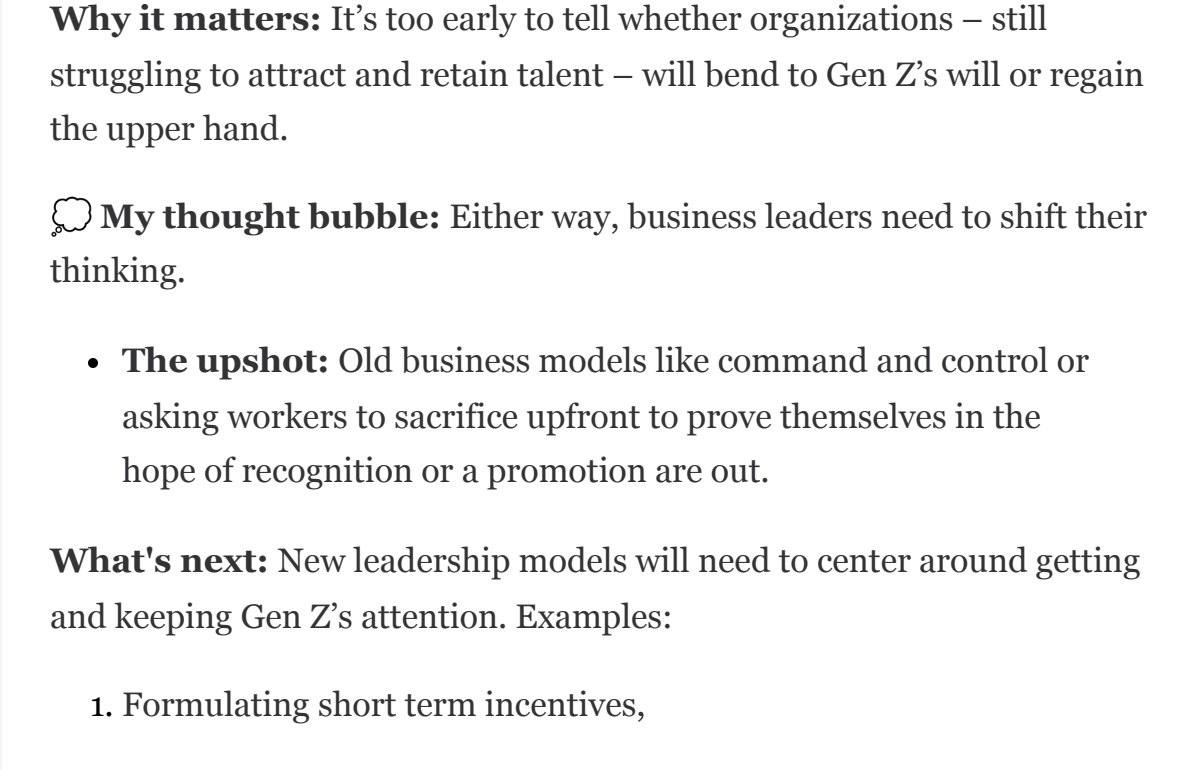 Why it matters: It’s too early to tell whether organizations – still
struggling to attract and retain talent – will bend to Gen Z’s will or regain
the upper hand.
💭 My thought bubble: Either way, business leaders need to shift their
thinking.
• The upshot: Old business models like command and control or
asking workers to sacrifice upfront to prove themselves in the
hope of recognition or a promotion are out.
What's next: New leadership models will need to center around getting
and keeping Gen Z’s attention. Examples:
1. Formulating short term incentives,